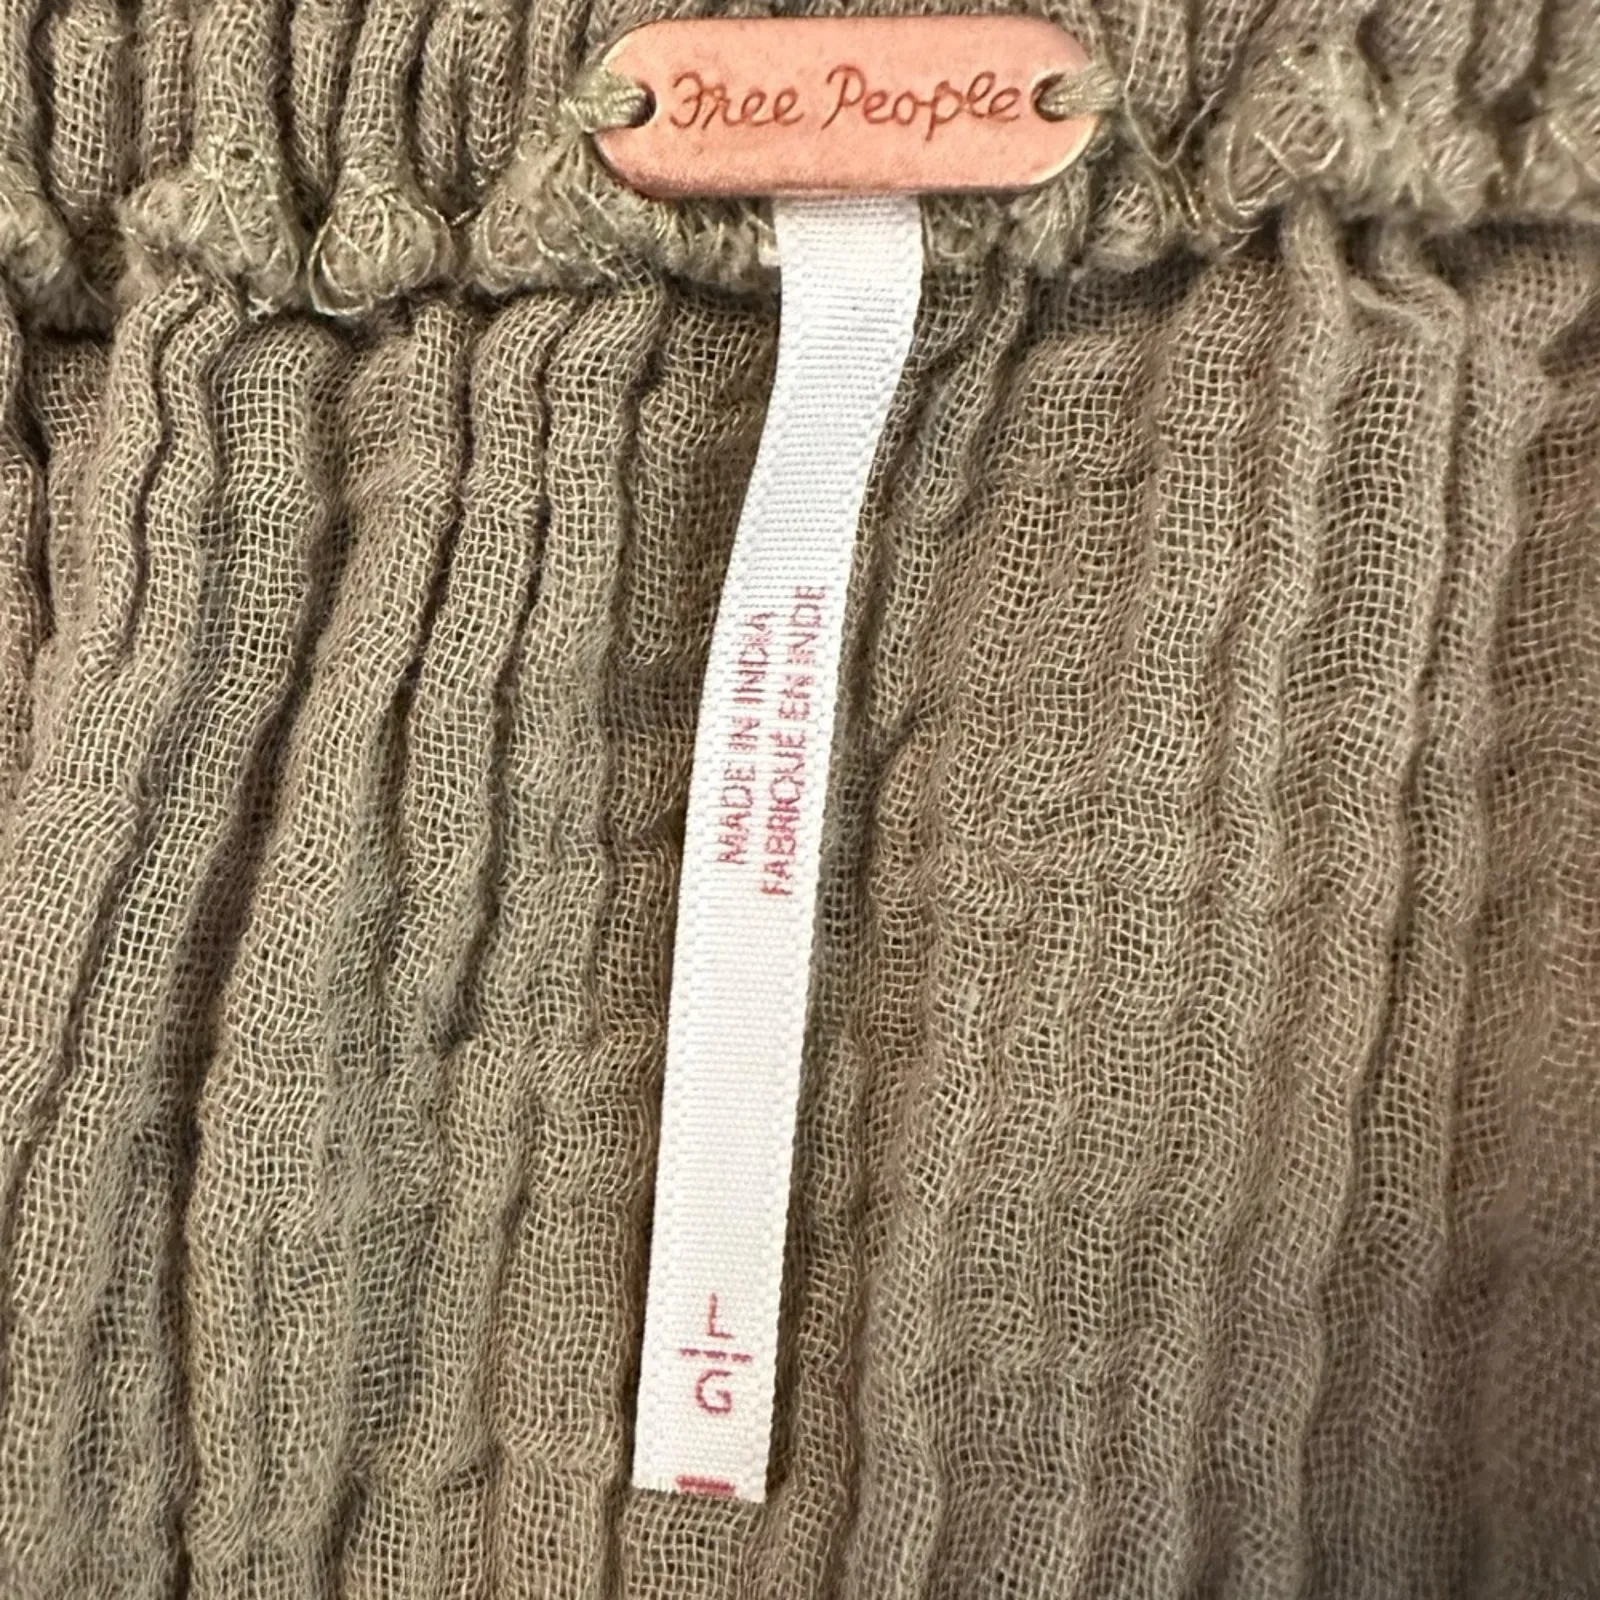 Free People
MADE IN INDIA
FABRIQUÉ EN INDE
L
G